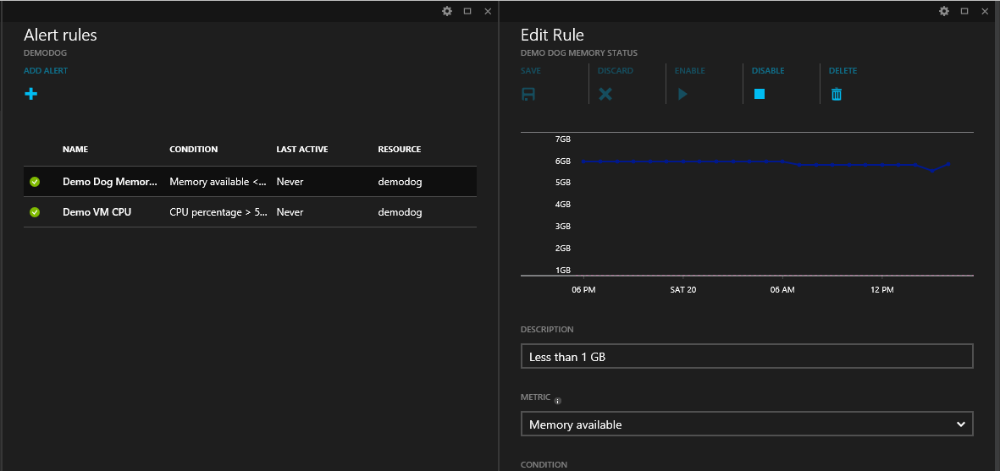 Alert rules
DEMODOG
ADD ALERT
NAME CONDITION LAST ACTIVE RESOURCE
Demo Dog Memor... Memory available <... Never demodog
Demo VM CPU CPU percentage > 5... Never demodog
Edit Rule
DEMO DOG MEMORY STATUS
SAVE DISCARD ENABLE DISABLE DELETE
7GB
6GB
5GB
4GB
3GB
2GB
1GB
06 PM SAT 20 06 AM 12 PM
DESCRIPTION
Less than 1 GB
METRIC i
Memory available
CONDITION